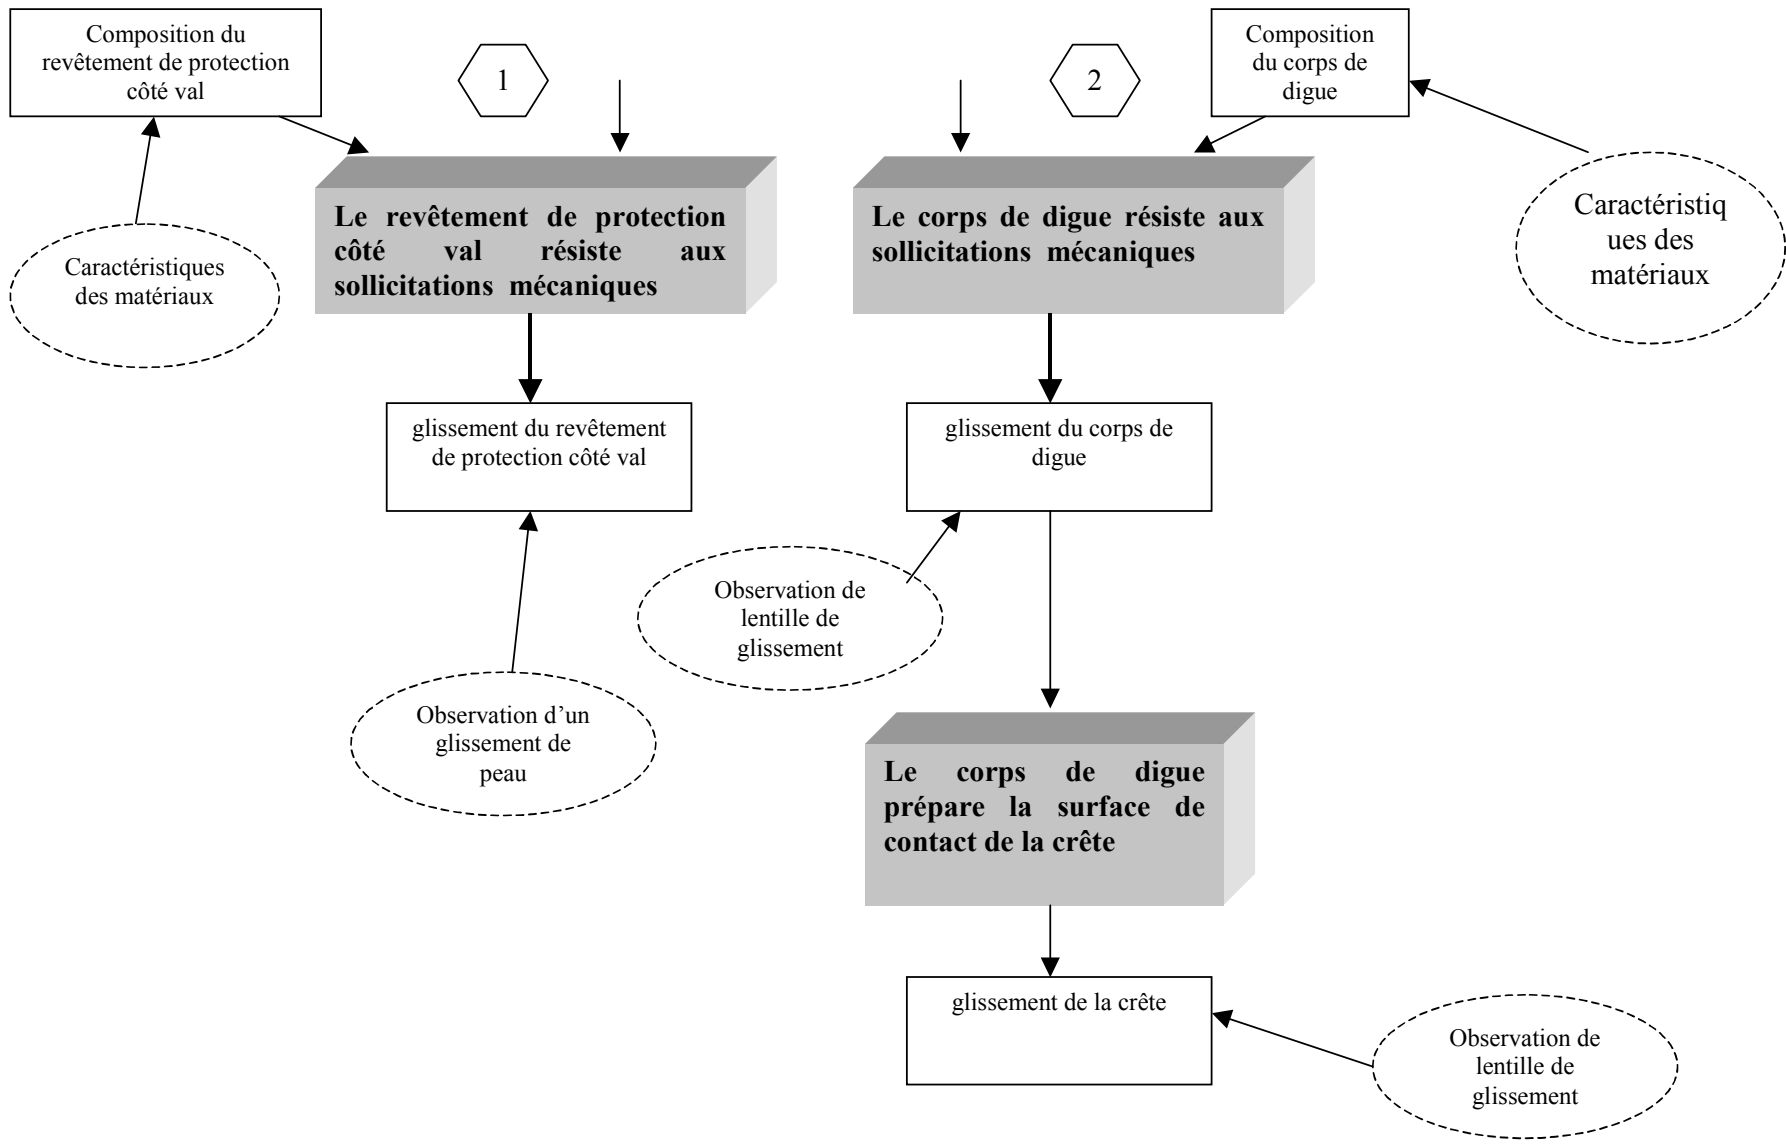 Composition du
revêtement de protection
côté val
1
2
Composition
du corps de
digue
Le revêtement de protection
côté val résiste aux
sollicitations mécaniques
Le corps de digue résiste aux
sollicitations mécaniques
Caractéristiq
ues des
matériaux
Caractéristiques
des matériaux
glissement du revêtement
de protection côté val
glissement du corps de
digue
Observation de
lentille de
glissement
Observation d’un
glissement de
peau
Le corps de digue
prépare la surface de
contact de la crête
glissement de la crête
Observation de
lentille de
glissement